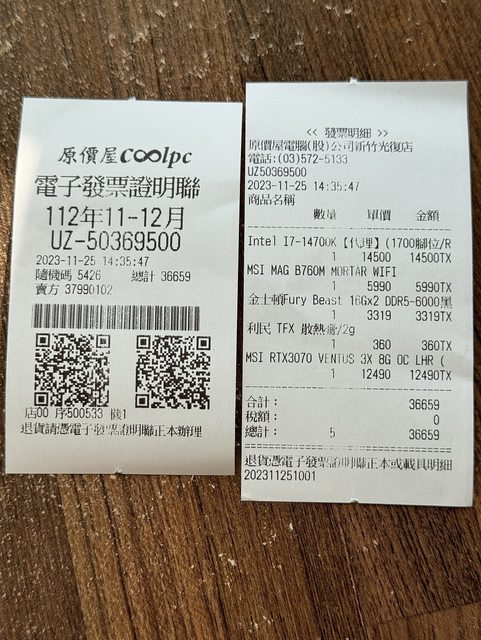 原價屋coolpc
電子發票證明聯
112年11-12月
UZ-50369500
2023-11-25 14:35:47
隨機碼 5426 總計 36659
賣方 37990102
店00 序500533 機1
退貨請憑電子發票證明聯正本辦理
<< 發票明細 >>
原價屋電腦(股)公司新竹光復店
電話:(03)572-5133
UZ50369500
2023-11-25 14:35:47
商品名稱
數量 單價 金額
Intel I7-14700K【代理】(1700腳位/R
1 14500 14500TX
MSI MAG B760M MORTAR WIFI
1 5990 5990TX
金士頓Fury Beast 16Gx2 DDR5-6000黑
1 3319 3319TX
利民 TFX 散熱膏/2g
1 360 360TX
MSI RTX3070 VENTUS 3X 8G OC LHR (
1 12490 12490TX
合計: 36659
稅額: 0
總計: 5 36659
退貨憑電子發票證明聯正本或載具明細
202311251001